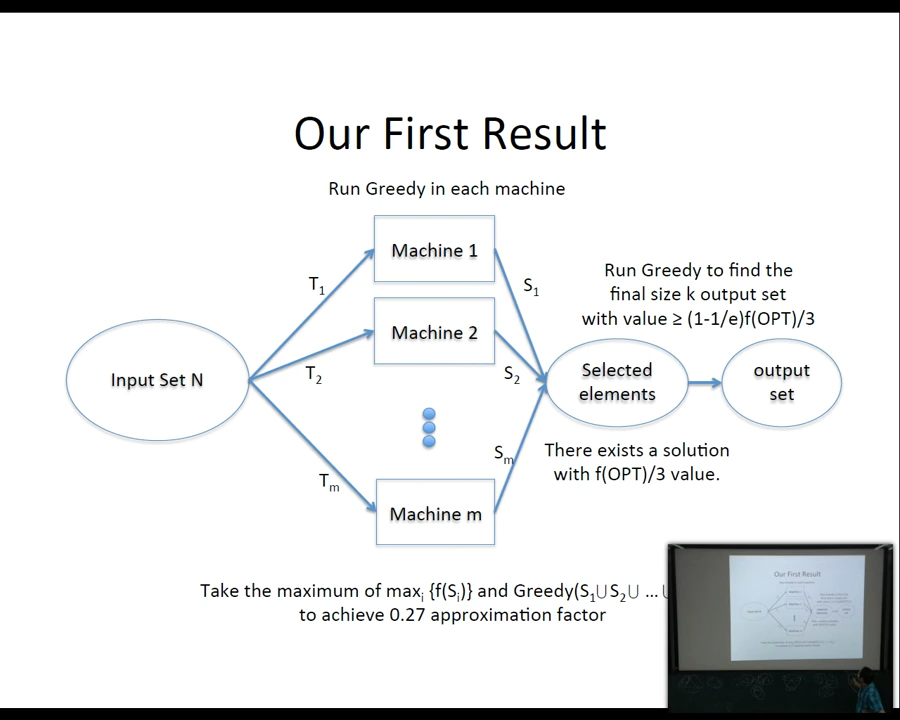 Our First Result
Run Greedy in each machine
Machine 1
Machine 2
Machine m
T1
T2
Tm
S1
S2
Sm
Input Set N
Run Greedy to find the
final size k output set
with value ≥ (1-1/e)f(OPT)/3
Selected
elements
output
set
There exists a solution
with f(OPT)/3 value.
Take the maximum of maxi {f(Si)} and Greedy(S1∪S2∪ ...
to achieve 0.27 approximation factor
Our First Result